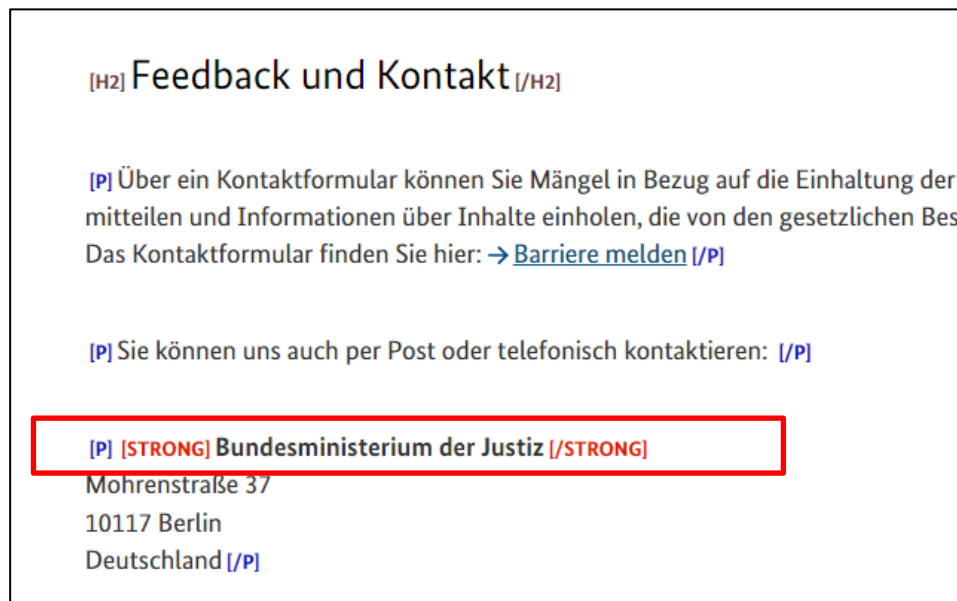 [H2] Feedback und Kontakt [/H2]
[P] Über ein Kontaktformular können Sie Mängel in Bezug auf die Einhaltung der
mitteilen und Informationen über Inhalte einholen, die von den gesetzlichen Bes
Das Kontaktformular finden Sie hier: → Barriere melden [/P]
[P] Sie können uns auch per Post oder telefonisch kontaktieren: [/P]
[P] [STRONG] Bundesministerium der Justiz [/STRONG]
Mohrenstraße 37
10117 Berlin
Deutschland [/P]